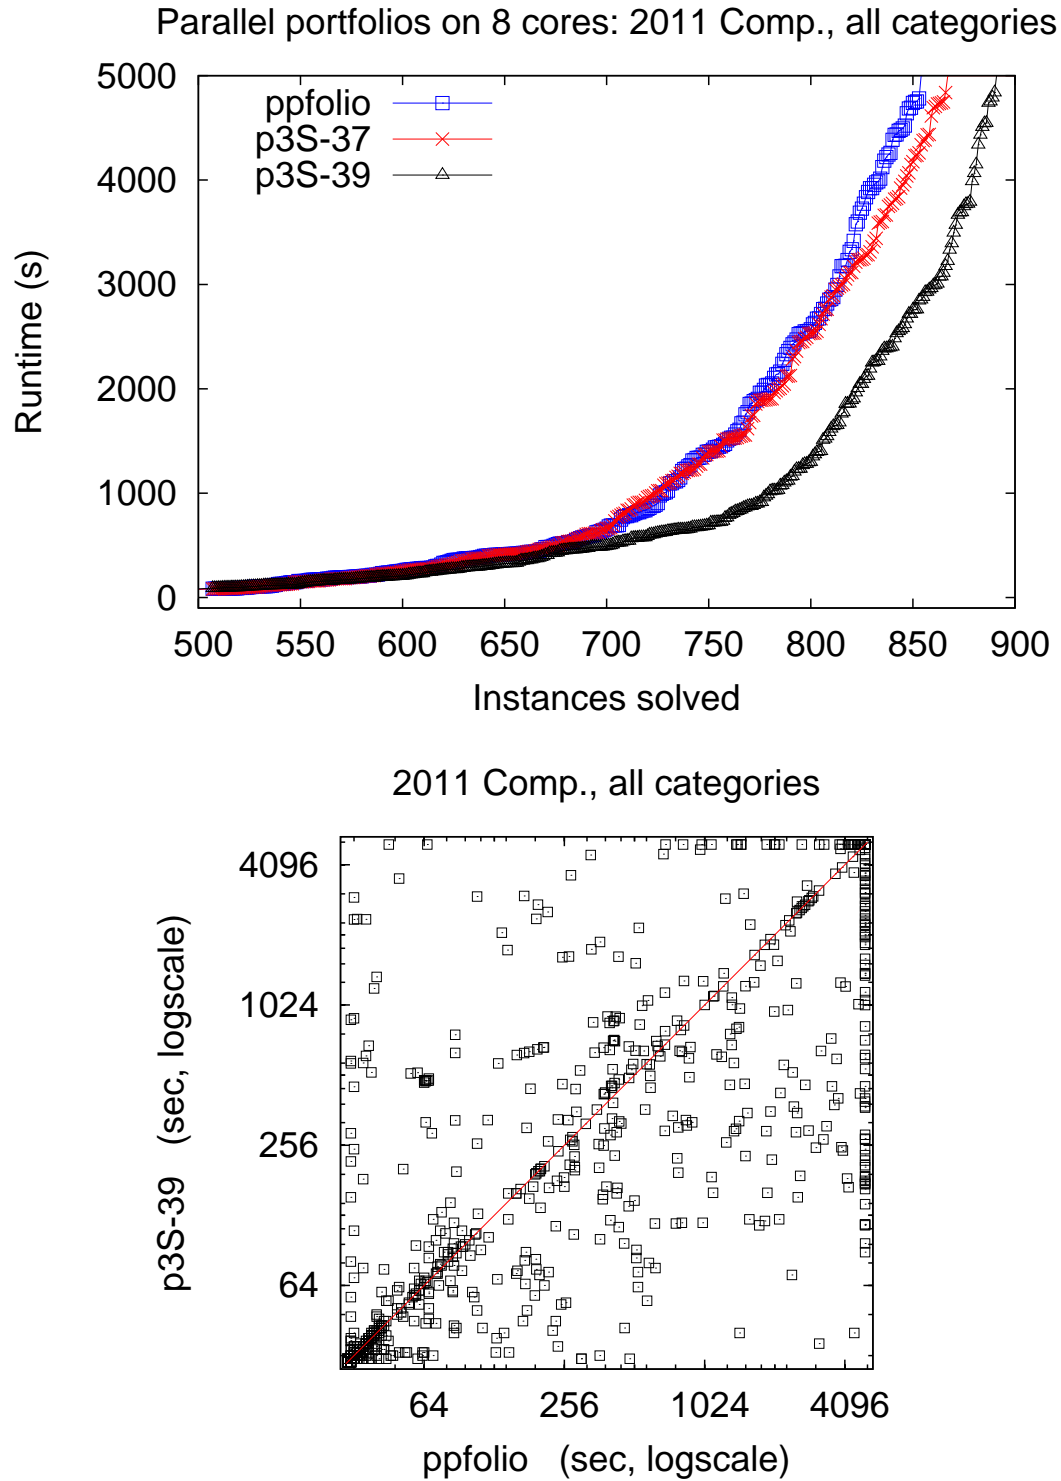 Parallel portfolios on 8 cores: 2011 Comp., all categories
5000
4000
3000
2000
1000
0
Runtime (s)
ppfolio
p3S-37
p3S-39
500 550 600 650 700 750 800 850 900
Instances solved
2011 Comp., all categories
4096
1024
256
64
p3S-39 (sec, logscale)
64 256 1024 4096
ppfolio (sec, logscale)